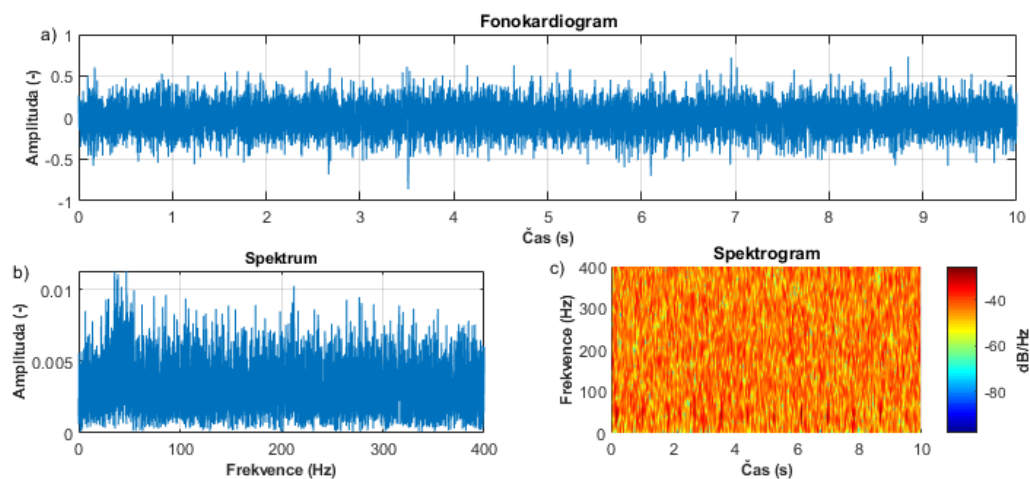 Fonokardiogram
a)
1
0.5
0
-0.5
-1
Amplituda (-)
0 1 2 3 4 5 6 7 8 9 10
Čas (s)
b)
Spektrum
0.01
0.005
0
Amplituda (-)
0 100 200 300 400
Frekvence (Hz)
c)
Spektrogram
400
300
200
100
0
Frekvence (Hz)
0 2 4 6 8 10
Čas (s)
-40
-60
-80
dB/Hz